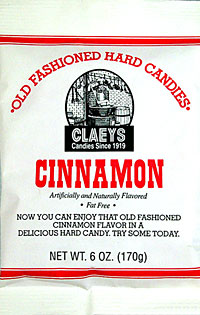 •OLD FASHIONED HARD CANDIES•
CLAEYS
Candies Since 1919
CINNAMON
Artificially and Naturally Flavored
• Fat Free •
NOW YOU CAN ENJOY THAT OLD FASHIONED
CINNAMON FLAVOR IN A
DELICIOUS HARD CANDY. TRY SOME TODAY.
NET WT. 6 OZ. (170g)